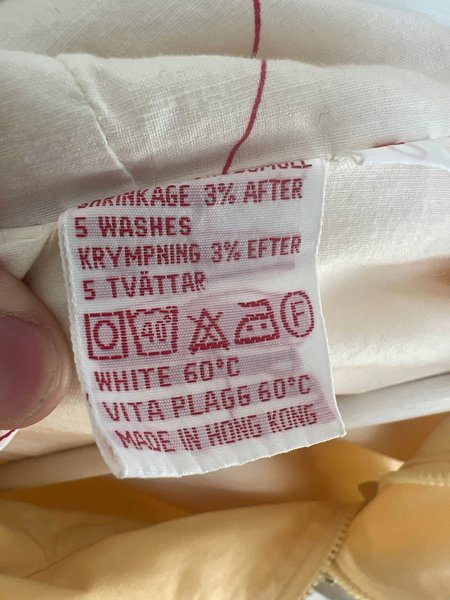 SHRINKAGE 3% AFTER
5 WASHES
KRYMPNING 3% EFTER
5 TVÄTTAR
40° F
WHITE 60°C
VITA PLAGG 60°C
MADE IN HONG KONG